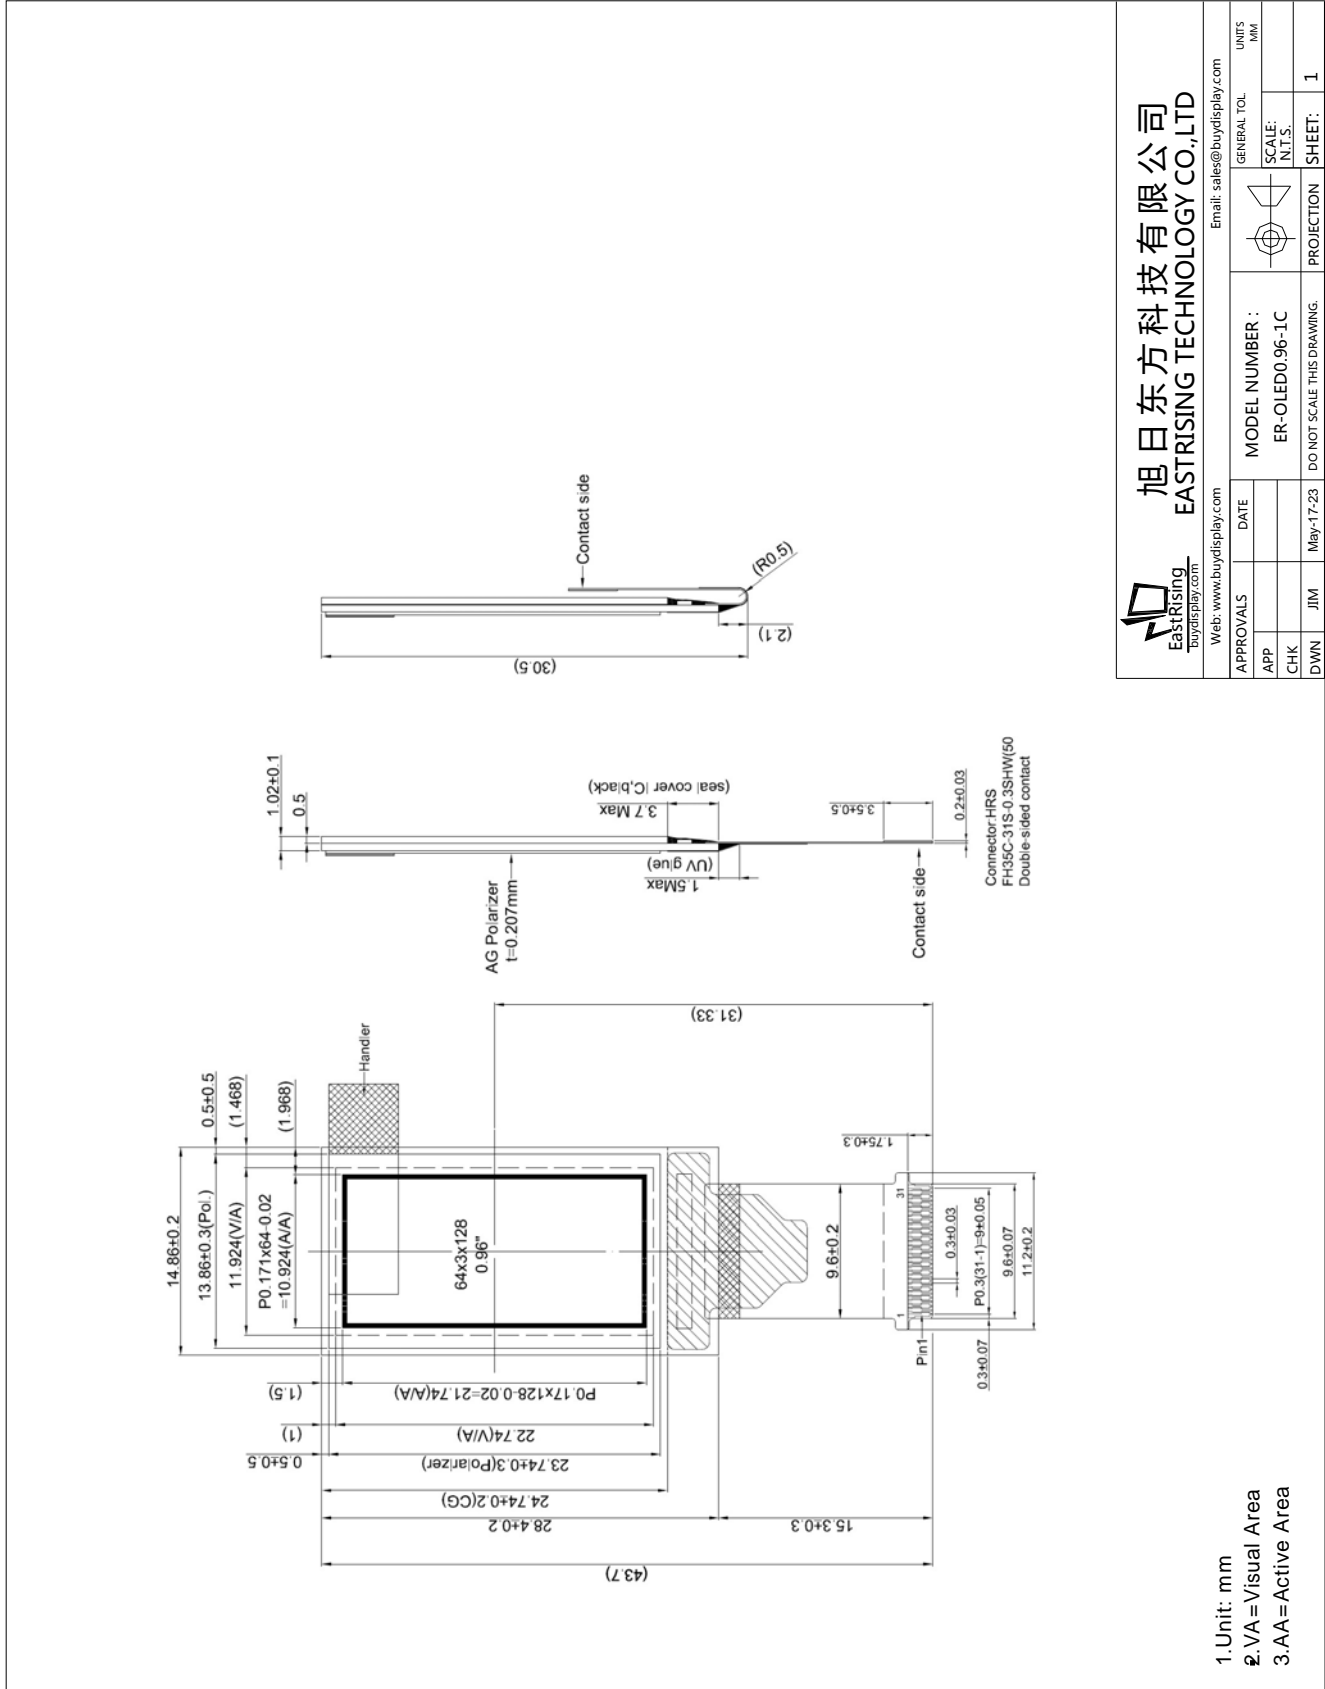 14.86±0.2
13.86±0.3(Pol.)
11.924(V/A)
P0.171x64-0.02
=10.924(A/A)
0.5±0.5
(1.468)
(1.968)
Handler
64x3x128
0.96"
(1.5)
P0.17x128-0.02=21.74(A/A)
(1)
22.74(V/A)
0.5±0.5
23.74±0.3(Polarizer)
24.74±0.2(CG)
28.4±0.2
15.3±0.3
(43.7)
(31.33)
9.6±0.2
1.75±0.3
1
31
Pin1
0.3±0.03
P0.3(31-1)=9±0.05
0.3±0.07
9.6±0.07
11.2±0.2
1.02±0.1
0.5
AG Polarizer
t=0.207mm
3.7 Max
(seal cover IC,black)
1.5Max
(UV glue)
3.5±0.5
0.2±0.03
Contact side
Connector:HRS
FH35C-31S-0.3SHW(50
Double-sided contact
(30.5)
(2.1)
(R0.5)
Contact side
1.Unit: mm
2.VA=Visual Area
3.AA=Active Area
EastRising
buydisplay.com
旭日东方科技有限公司
EASTRISING TECHNOLOGY CO.,LTD
Web: www.buydisplay.com
Email: sales@buydisplay.com
APPROVALS
DATE
APP
CHK
DWN
JIM
May-17-23
MODEL NUMBER :
ER-OLED0.96-1C
DO NOT SCALE THIS DRAWING.
PROJECTION
GENERAL TOL.
UNITS
MM
SCALE:
N.T.S.
SHEET:
1